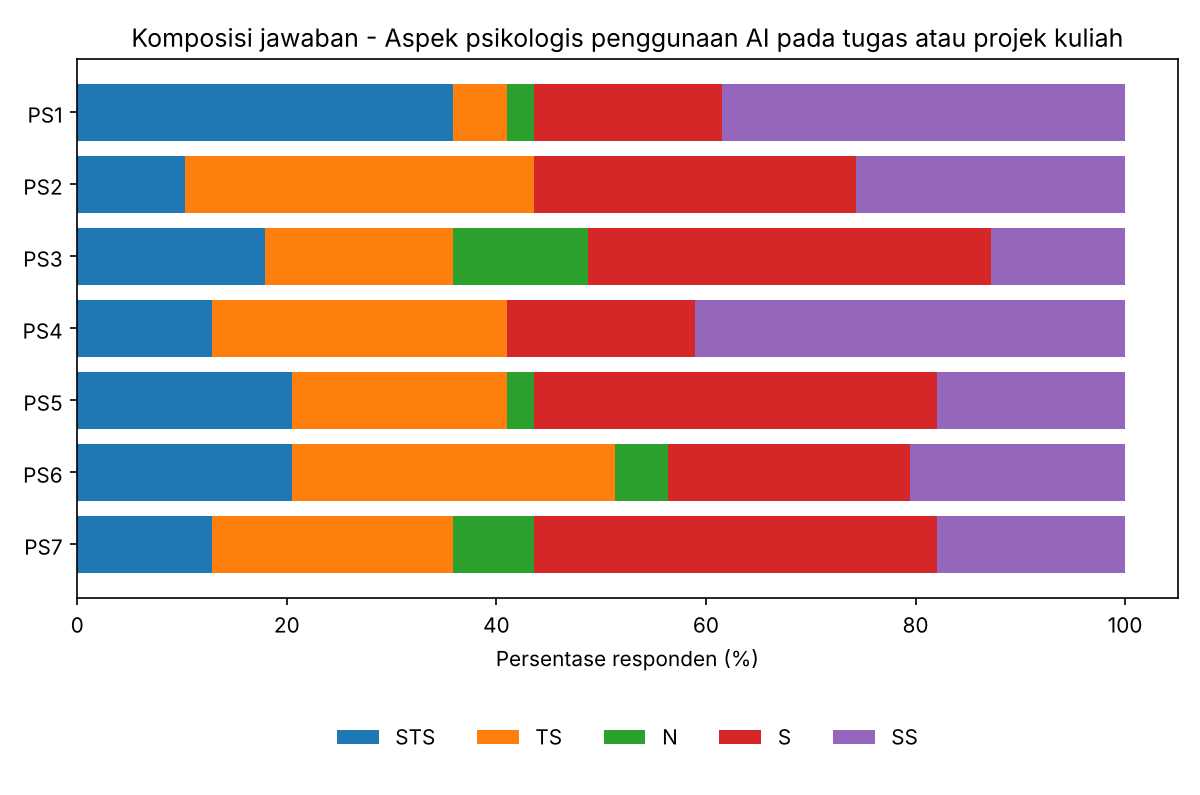 Komposisi jawaban - Aspek psikologis penggunaan AI pada tugas atau projek kuliah
PS1
PS2
PS3
PS4
PS5
PS6
PS7
0 20 40 60 80 100
Persentase responden (%)
STS TS N S SS